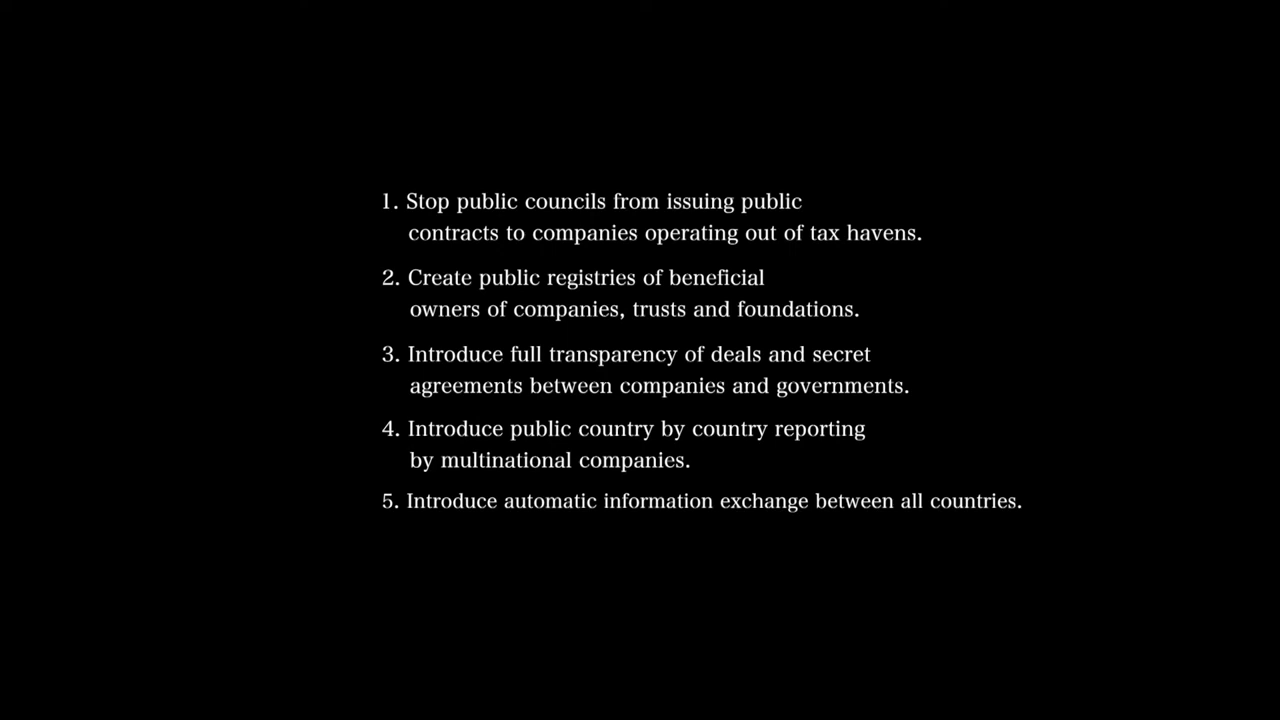 1. Stop public councils from issuing public
contracts to companies operating out of tax havens.
2. Create public registries of beneficial
owners of companies, trusts and foundations.
3. Introduce full transparency of deals and secret
agreements between companies and governments.
4. Introduce public country by country reporting
by multinational companies.
5. Introduce automatic information exchange between all countries.